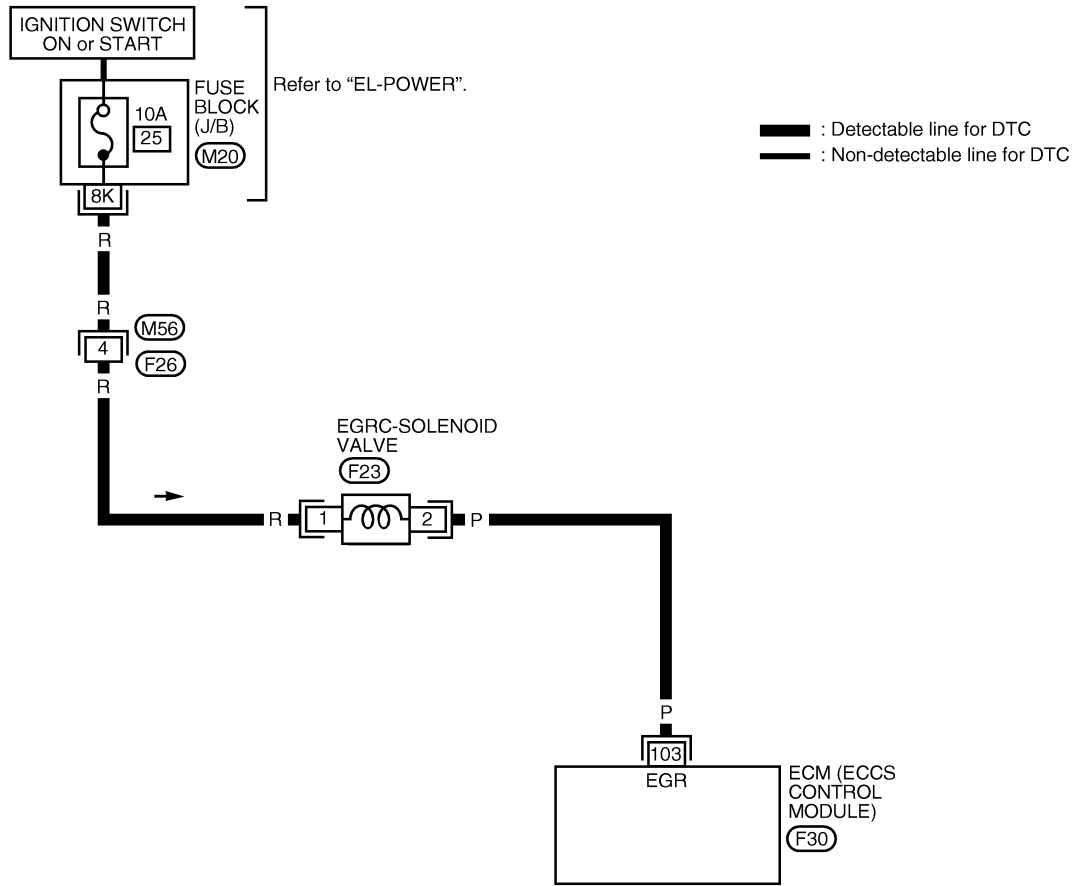 IGNITION SWITCH
ON or START
FUSE
BLOCK
(J/B)
Refer to “EL-POWER”.
10A
25
M20
8K
: Detectable line for DTC
: Non-detectable line for DTC
R
R
M56
4
F26
R
EGRC-SOLENOID
VALVE
F23
R
1
2
P
P
103
EGR
ECM (ECCS
CONTROL
MODULE)
F30